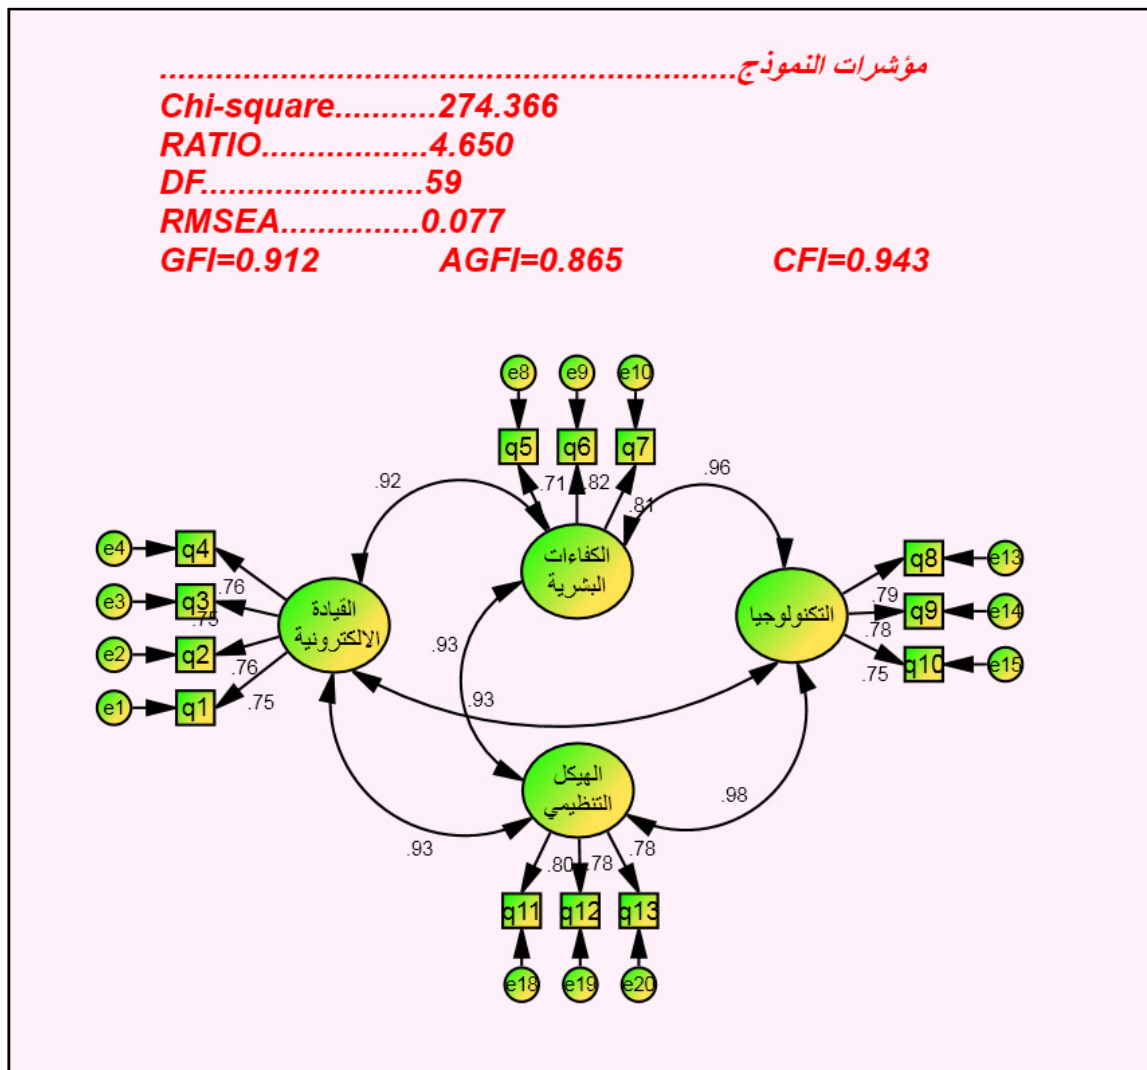 مؤشرات النموذج...............................................................
Chi-square...........274.366
RATIO..................4.650
DF........................59
RMSEA...............0.077
GFI=0.912 AGFI=0.865 CFI=0.943
e8 e9 e10
q5 q6 q7
.92 .71 .82 .81 .96
e4 q4
e3 q3
e2 q2
e1 q1
.76
.75
.76
.75
القيادة
الالكترونية
الكفاءات
البشرية
التكنولوجيا
q8 e13
q9 e14
q10 e15
.79
.78
.75
.93
.93
الهيكل
التنظيمي
.93
.98
.80 .78 .78
q11 q12 q13
e18 e19 e20